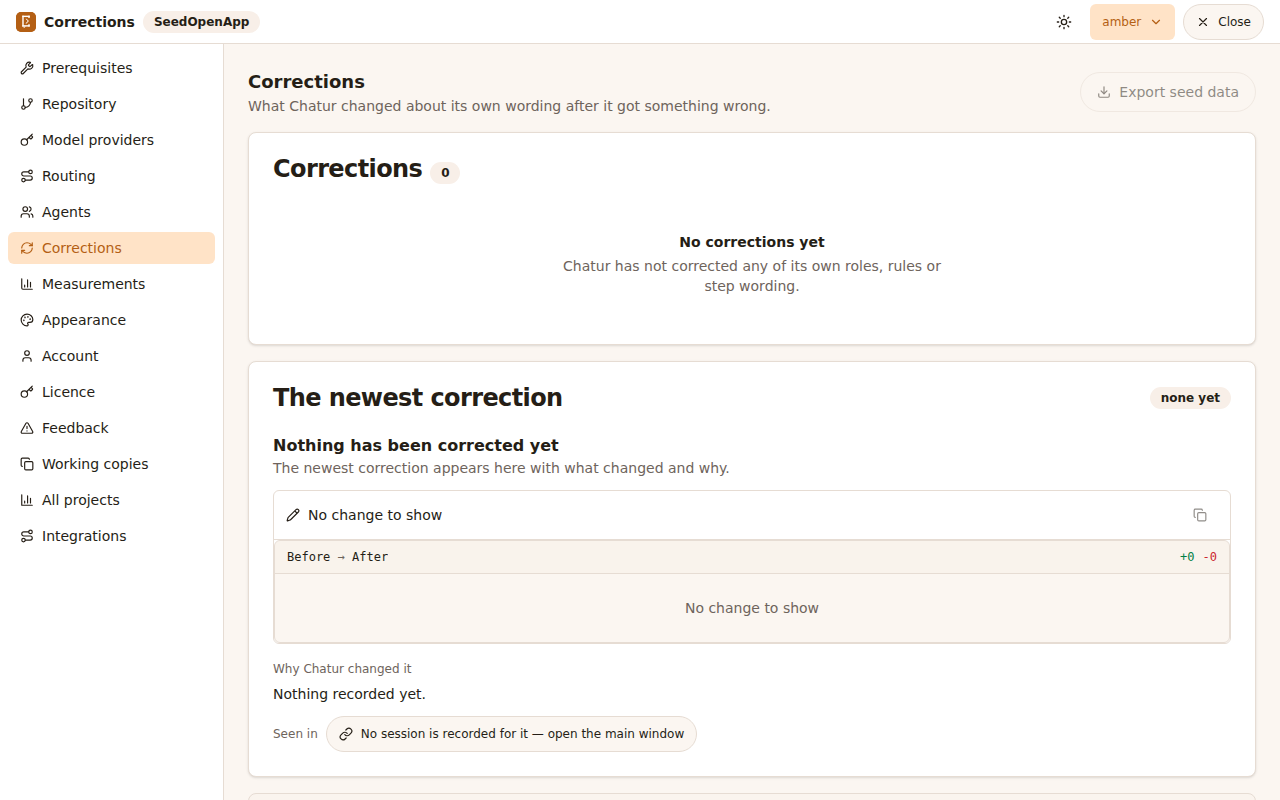 Corrections
SeedOpenApp
amber
Close
Prerequisites
Repository
Model providers
Routing
Agents
Corrections
Measurements
Appearance
Account
Licence
Feedback
Working copies
All projects
Integrations
Corrections
What Chatur changed about its own wording after it got something wrong.
Export seed data
Corrections 0
No corrections yet
Chatur has not corrected any of its own roles, rules or
step wording.
The newest correction
none yet
Nothing has been corrected yet
The newest correction appears here with what changed and why.
No change to show
Before → After
+0 -0
No change to show
Why Chatur changed it
Nothing recorded yet.
Seen in
No session is recorded for it — open the main window